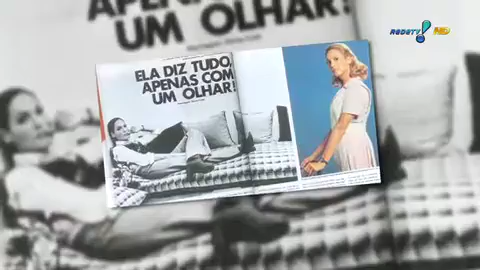 APENAS COM
UM OLHAR!
REDETV!
HD
ELA DIZ TUDO,
APENAS COM
UM OLHAR!